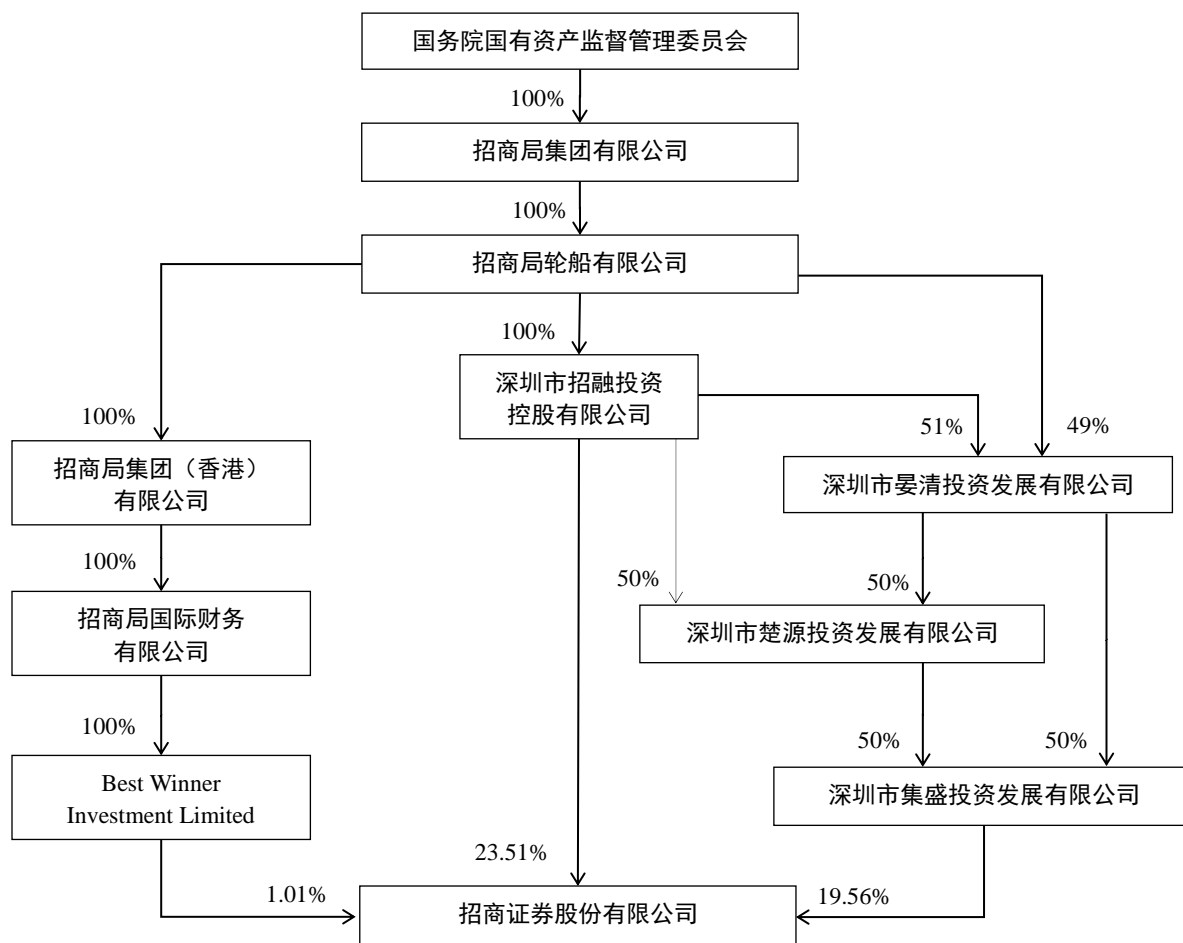 国务院国有资产监督管理委员会
100%
招商局集团有限公司
100%
招商局轮船有限公司
100%
深圳市招融投资
控股有限公司
100%
51%
49%
招商局集团（香港）
有限公司
深圳市晏清投资发展有限公司
100%
50%
50%
招商局国际财务
有限公司
深圳市楚源投资发展有限公司
100%
50%
50%
Best Winner
Investment Limited
深圳市集盛投资发展有限公司
23.51%
1.01%
19.56%
招商证券股份有限公司